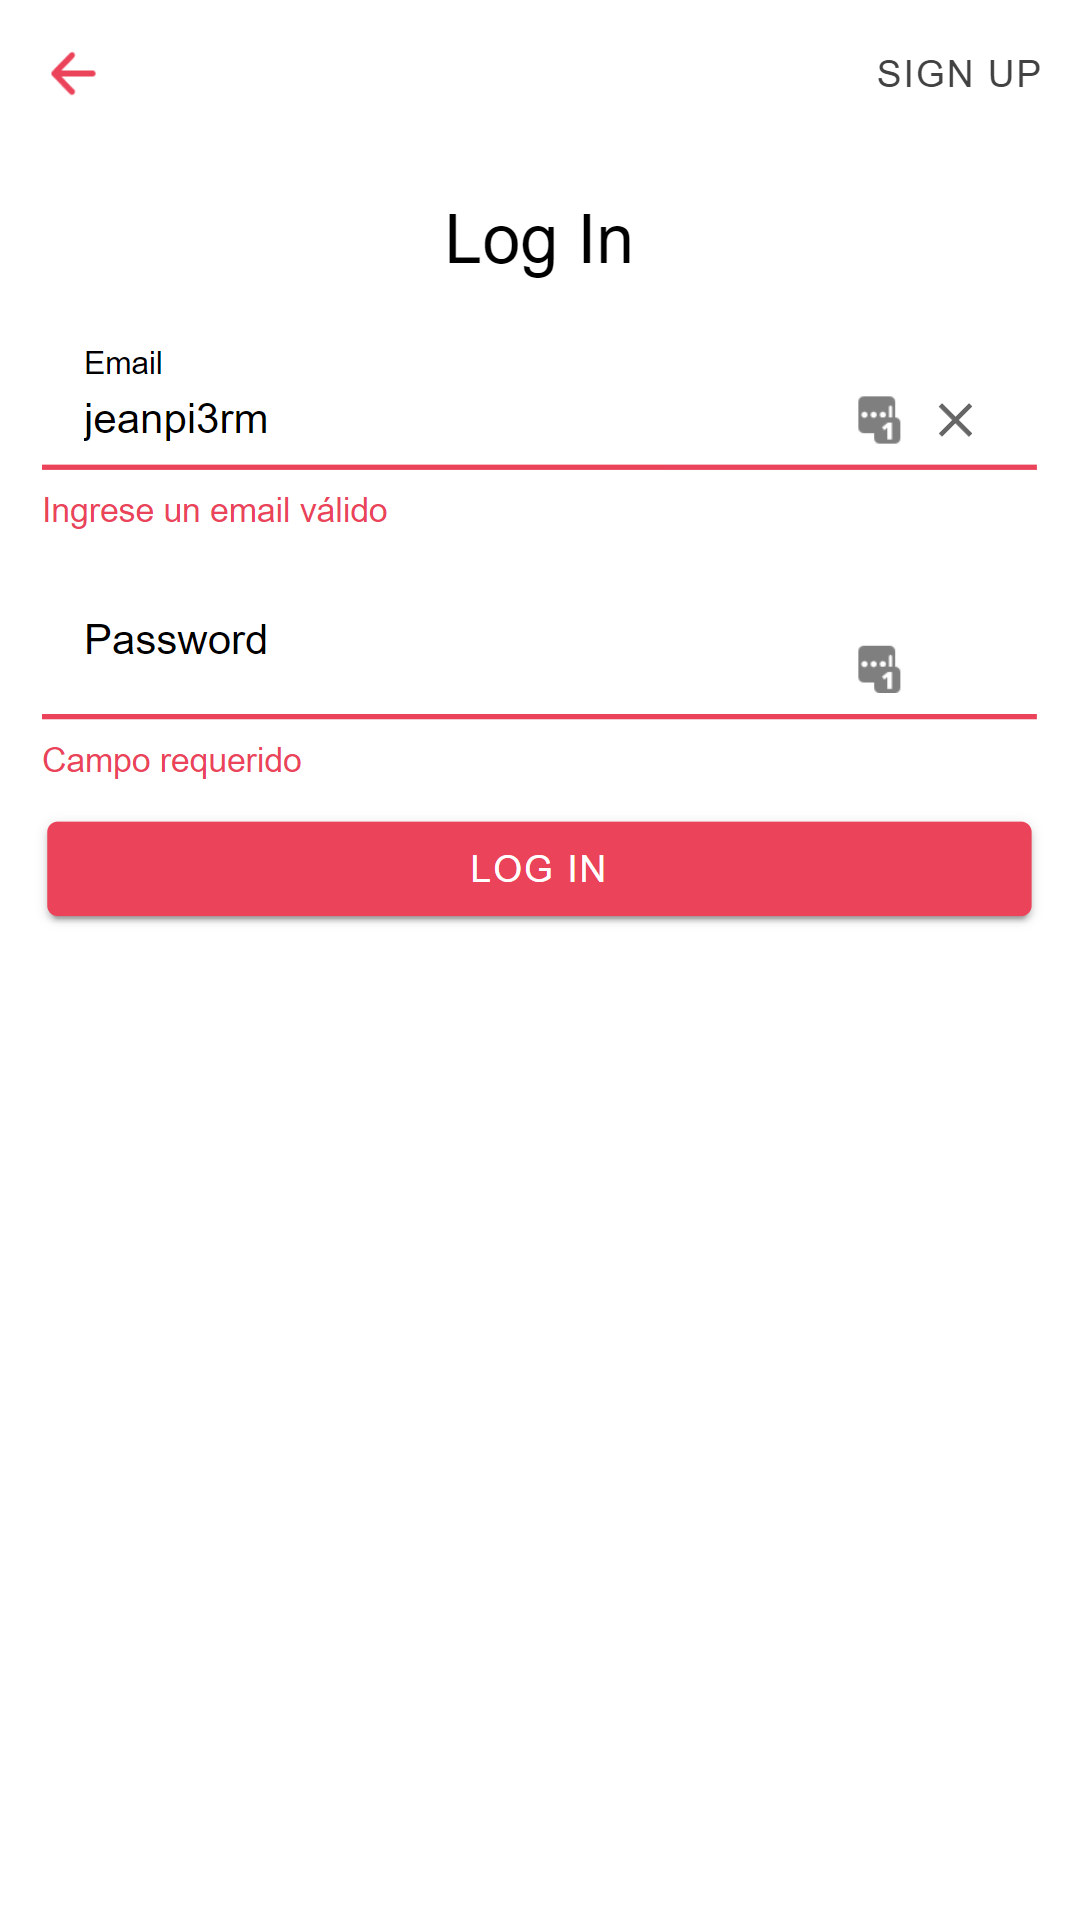 SIGN UP
Log In
Email
jeanpi3rm
Ingrese un email válido
Password
Campo requerido
LOG IN